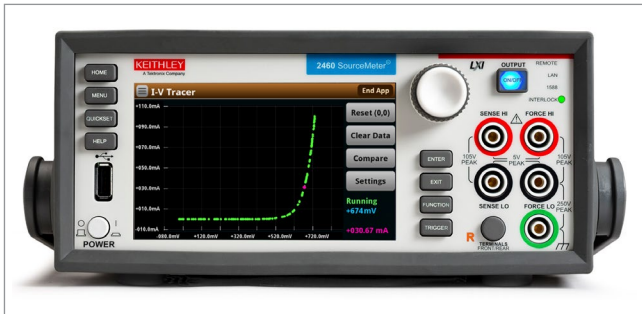 KEITHLEY
A Tektronix Company
2460 SourceMeter®
LXI
OUTPUT
ON/OFF
REMOTE
LAN
1588
INTERLOCK
HOME
MENU
QUICKSET
HELP
POWER
I-V Tracer
End App
+110.0mA
+090.0mA
+070.0mA
+050.0mA
+030.0mA
+010.0mA
-010.0mA
-080.0mV
+120.0mV
+320.0mV
+520.0mV
+720.0mV
Reset (0,0)
Clear Data
Compare
Settings
Running
+674mV
+030.67 mA
ENTER
EXIT
FUNCTION
TRIGGER
SENSE HI
FORCE HI
105V
PEAK
5V
PEAK
105V
PEAK
SENSE LO
FORCE LO
250V
PEAK
R
TERMINALS
FRONT/REAR